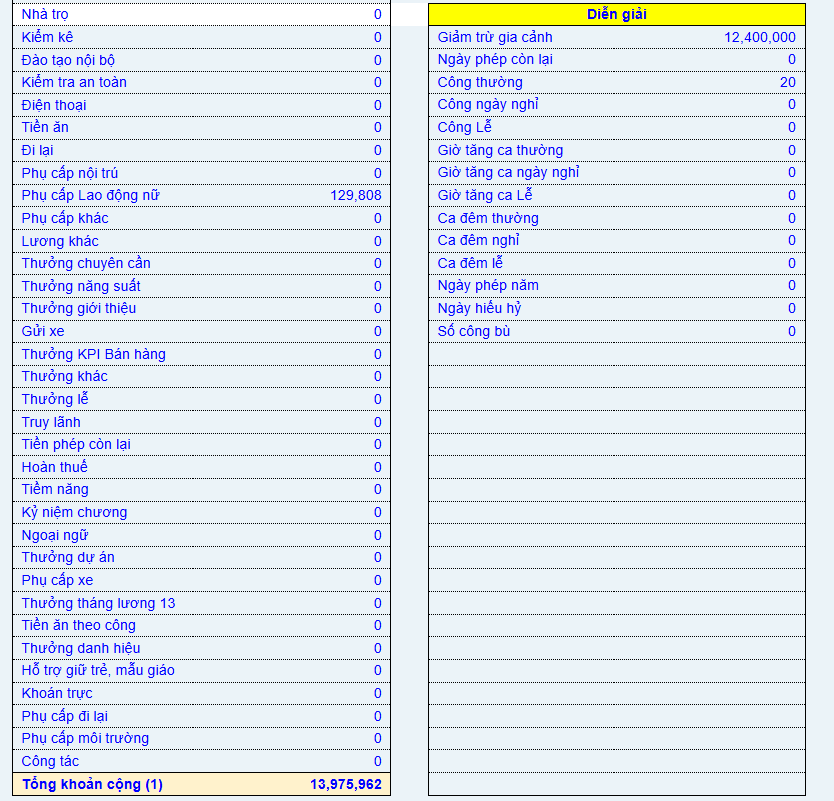 Nhà trọ 0
Kiểm kê 0
Đào tạo nội bộ 0
Kiểm tra an toàn 0
Điện thoại 0
Tiền ăn 0
Đi lại 0
Phụ cấp nội trú 0
Phụ cấp Lao động nữ 129,808
Phụ cấp khác 0
Lương khác 0
Thưởng chuyên cần 0
Thưởng năng suất 0
Thưởng giới thiệu 0
Gửi xe 0
Thưởng KPI Bán hàng 0
Thưởng khác 0
Thưởng lễ 0
Truy lãnh 0
Tiền phép còn lại 0
Hoàn thuế 0
Tiềm năng 0
Kỷ niệm chương 0
Ngoại ngữ 0
Thưởng dự án 0
Phụ cấp xe 0
Thưởng tháng lương 13 0
Tiền ăn theo công 0
Thưởng danh hiệu 0
Hỗ trợ giữ trẻ, mẫu giáo 0
Khoán trực 0
Phụ cấp đi lại 0
Phụ cấp môi trường 0
Công tác 0
Tổng khoản cộng (1) 13,975,962
Diễn giải
Giảm trừ gia cảnh 12,400,000
Ngày phép còn lại 0
Công thường 20
Công ngày nghỉ 0
Công Lễ 0
Giờ tăng ca thường 0
Giờ tăng ca ngày nghỉ 0
Giờ tăng ca Lễ 0
Ca đêm thường 0
Ca đêm nghỉ 0
Ca đêm lễ 0
Ngày phép năm 0
Ngày hiếu hỷ 0
Số công bù 0